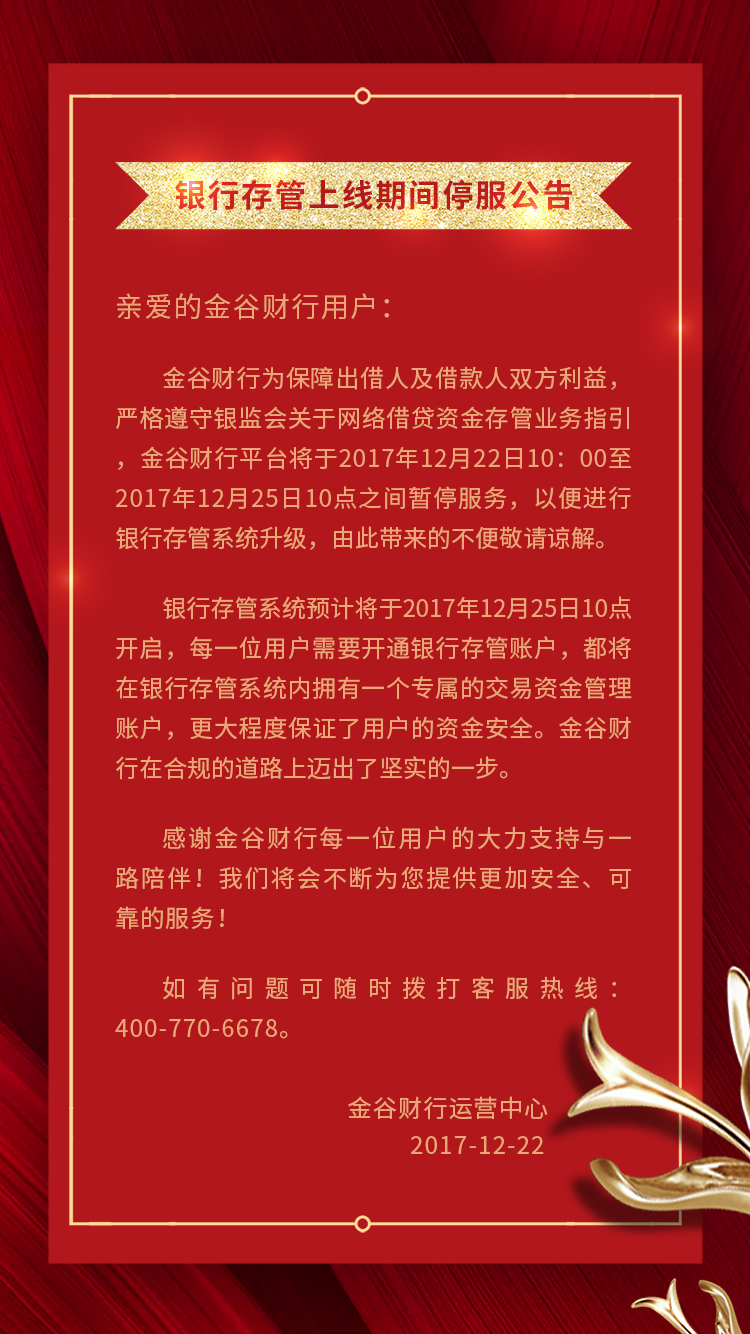 银行存管上线期间停服公告
亲爱的金谷财行用户：
金谷财行为保障出借人及借款人双方利益，
严格遵守银监会关于网络借贷资金存管业务指引
，金谷财行平台将于2017年12月22日10：00至
2017年12月25日10点之间暂停服务，以便进行
银行存管系统升级，由此带来的不便敬请谅解。
银行存管系统预计将于2017年12月25日10点
开启，每一位用户需要开通银行存管账户，都将
在银行存管系统内拥有一个专属的交易资金管理
账户，更大程度保证了用户的资金安全。金谷财
行在合规的道路上迈出了坚实的一步。
感谢金谷财行每一位用户的大力支持与一
路陪伴！我们将会不断为您提供更加安全、可
靠的服务！
如有问题可随时拨打客服热线：
400-770-6678。
金谷财行运营中心
2017-12-22